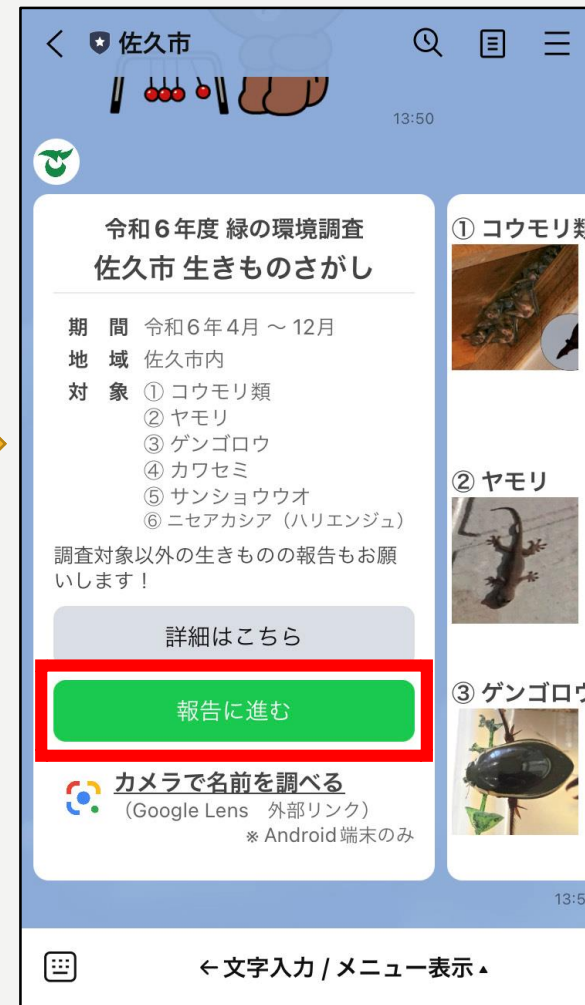 佐久市
13:50
令和6年度 緑の環境調査
佐久市 生きものさがし
期 間 令和6年4月 ～ 12月
地 域 佐久市内
対 象 ① コウモリ類
② ヤモリ
③ ゲンゴロウ
④ カワセミ
⑤ サンショウウオ
⑥ ニセアカシア（ハリエンジュ）
調査対象以外の生きものの報告もお願
いします！
詳細はこちら
報告に進む
カメラで名前を調べる
（Google Lens 外部リンク）
※ Android端末のみ
① コウモリ類
② ヤモリ
③ ゲンゴロウ
13:5
←文字入力 / メニュー表示▲